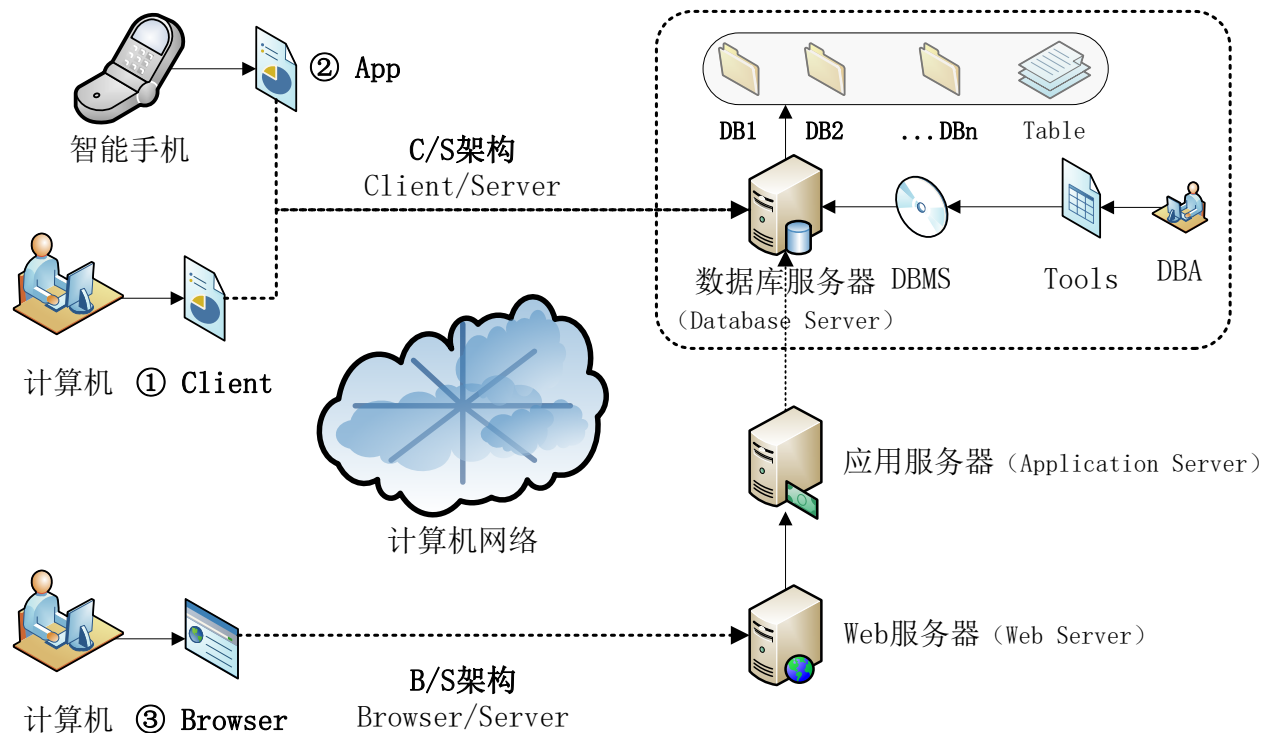 ② App
智能手机
DB1
DB2
...DBn
Table
C/S架构
Client/Server
数据库服务器
(Database Server)
DBMS
Tools
DBA
计算机
① Client
计算机网络
应用服务器(Application Server)
Web服务器(Web Server)
B/S架构
Browser/Server
计算机
③ Browser